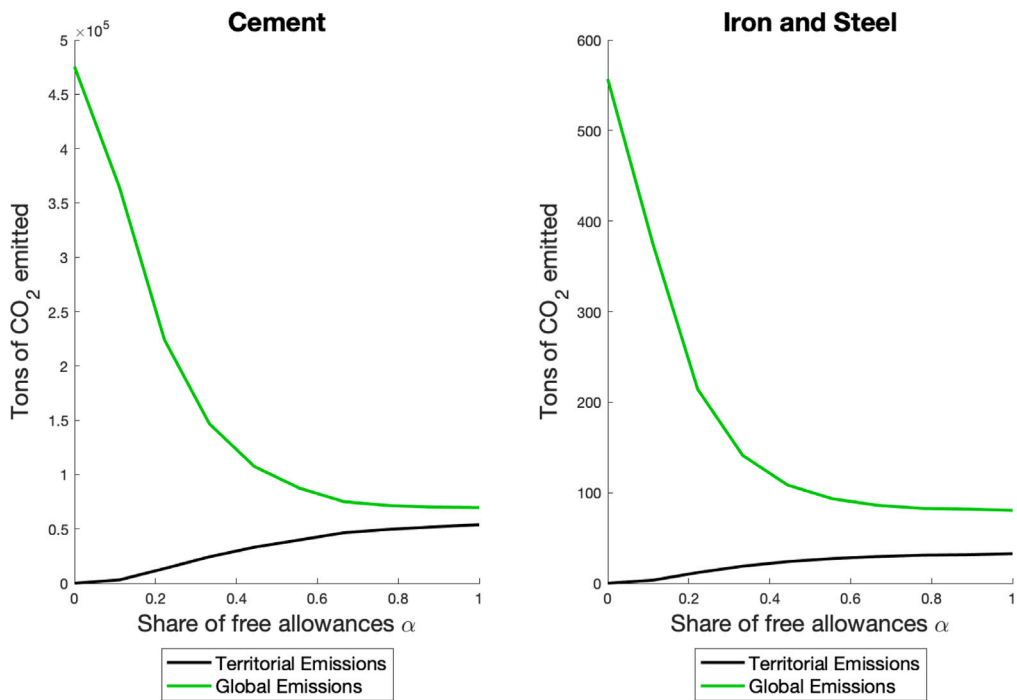 Cement
×10⁵
5
4.5
4
3.5
3
2.5
2
1.5
1
0.5
0
Tons of CO₂ emitted
0 0.2 0.4 0.6 0.8 1
Share of free allowances α
Territorial Emissions
Global Emissions
Iron and Steel
600
500
400
300
200
100
0
Tons of CO₂ emitted
0 0.2 0.4 0.6 0.8 1
Share of free allowances α
Territorial Emissions
Global Emissions